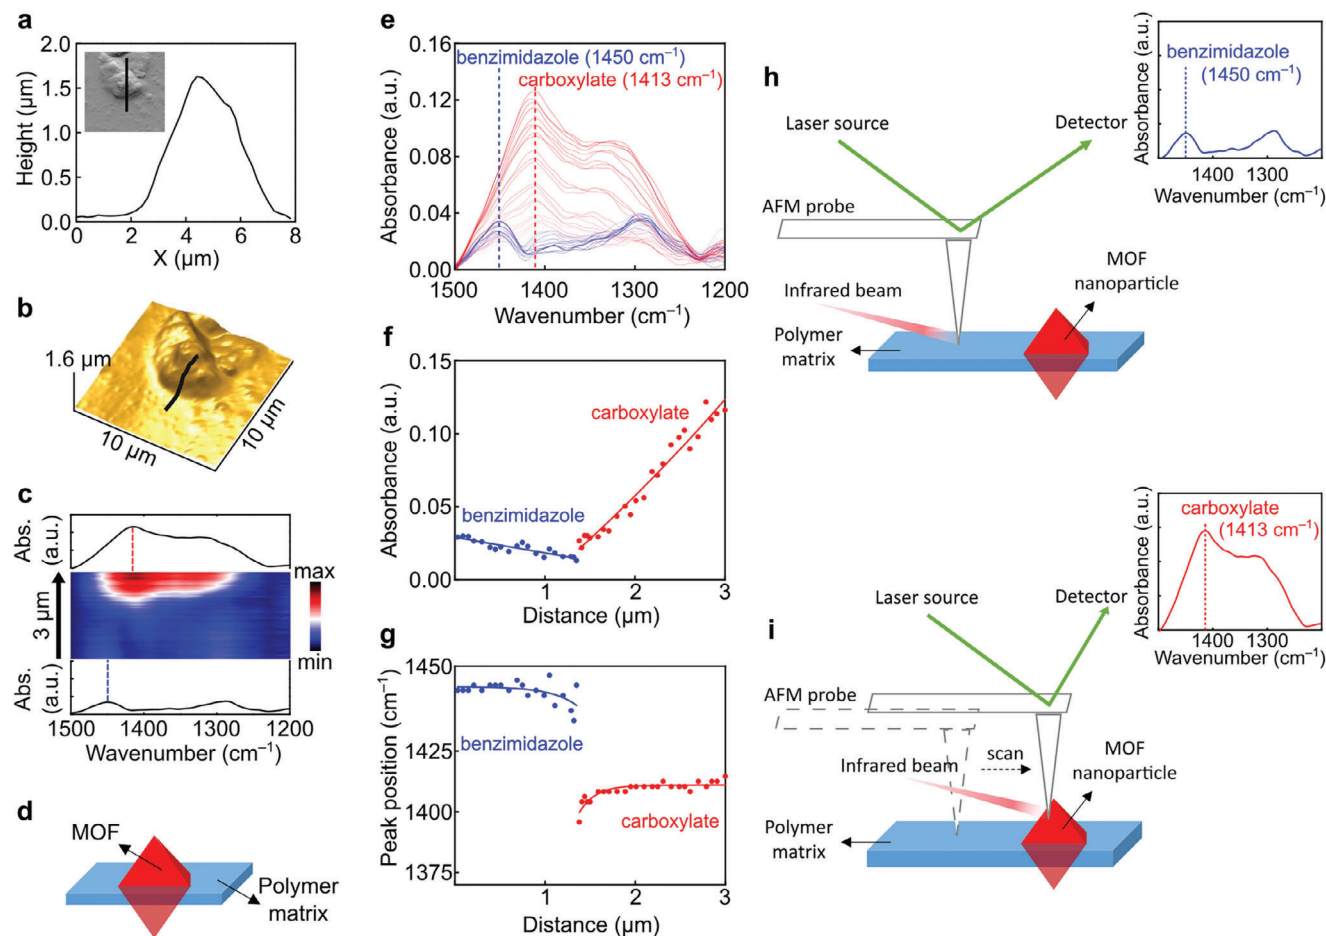 a
2.0
1.5
1.0
0.5
0.0
Height (µm)
0 2 4 6 8
X (µm)
b
1.6 µm
10 µm
10 µm
c
Abs.
(a.u.)
3 µm
max
min
Abs.
(a.u.)
1500 1400 1300 1200
Wavenumber (cm⁻¹)
d
MOF
Polymer
matrix
e
0.16
0.12
0.08
0.04
0.00
Absorbance (a.u.)
benzimidazole (1450 cm⁻¹)
carboxylate (1413 cm⁻¹)
1500 1400 1300 1200
Wavenumber (cm⁻¹)
f
0.15
0.10
0.05
0.00
Absorbance (a.u.)
carboxylate
benzimidazole
1 2 3
Distance (µm)
g
1450
1425
1400
1370
Peak position (cm⁻¹)
benzimidazole
carboxylate
1 2 3
Distance (µm)
h
Laser source
Detector
AFM probe
Infrared beam
Polymer
matrix
MOF
nanoparticle
Absorbance (a.u.)
benzimidazole
(1450 cm⁻¹)
1400 1300
Wavenumber (cm⁻¹)
i
Laser source
Detector
AFM probe
scan
Infrared beam
Polymer
matrix
MOF
nanoparticle
Absorbance (a.u.)
carboxylate
(1413 cm⁻¹)
1400 1300
Wavenumber (cm⁻¹)